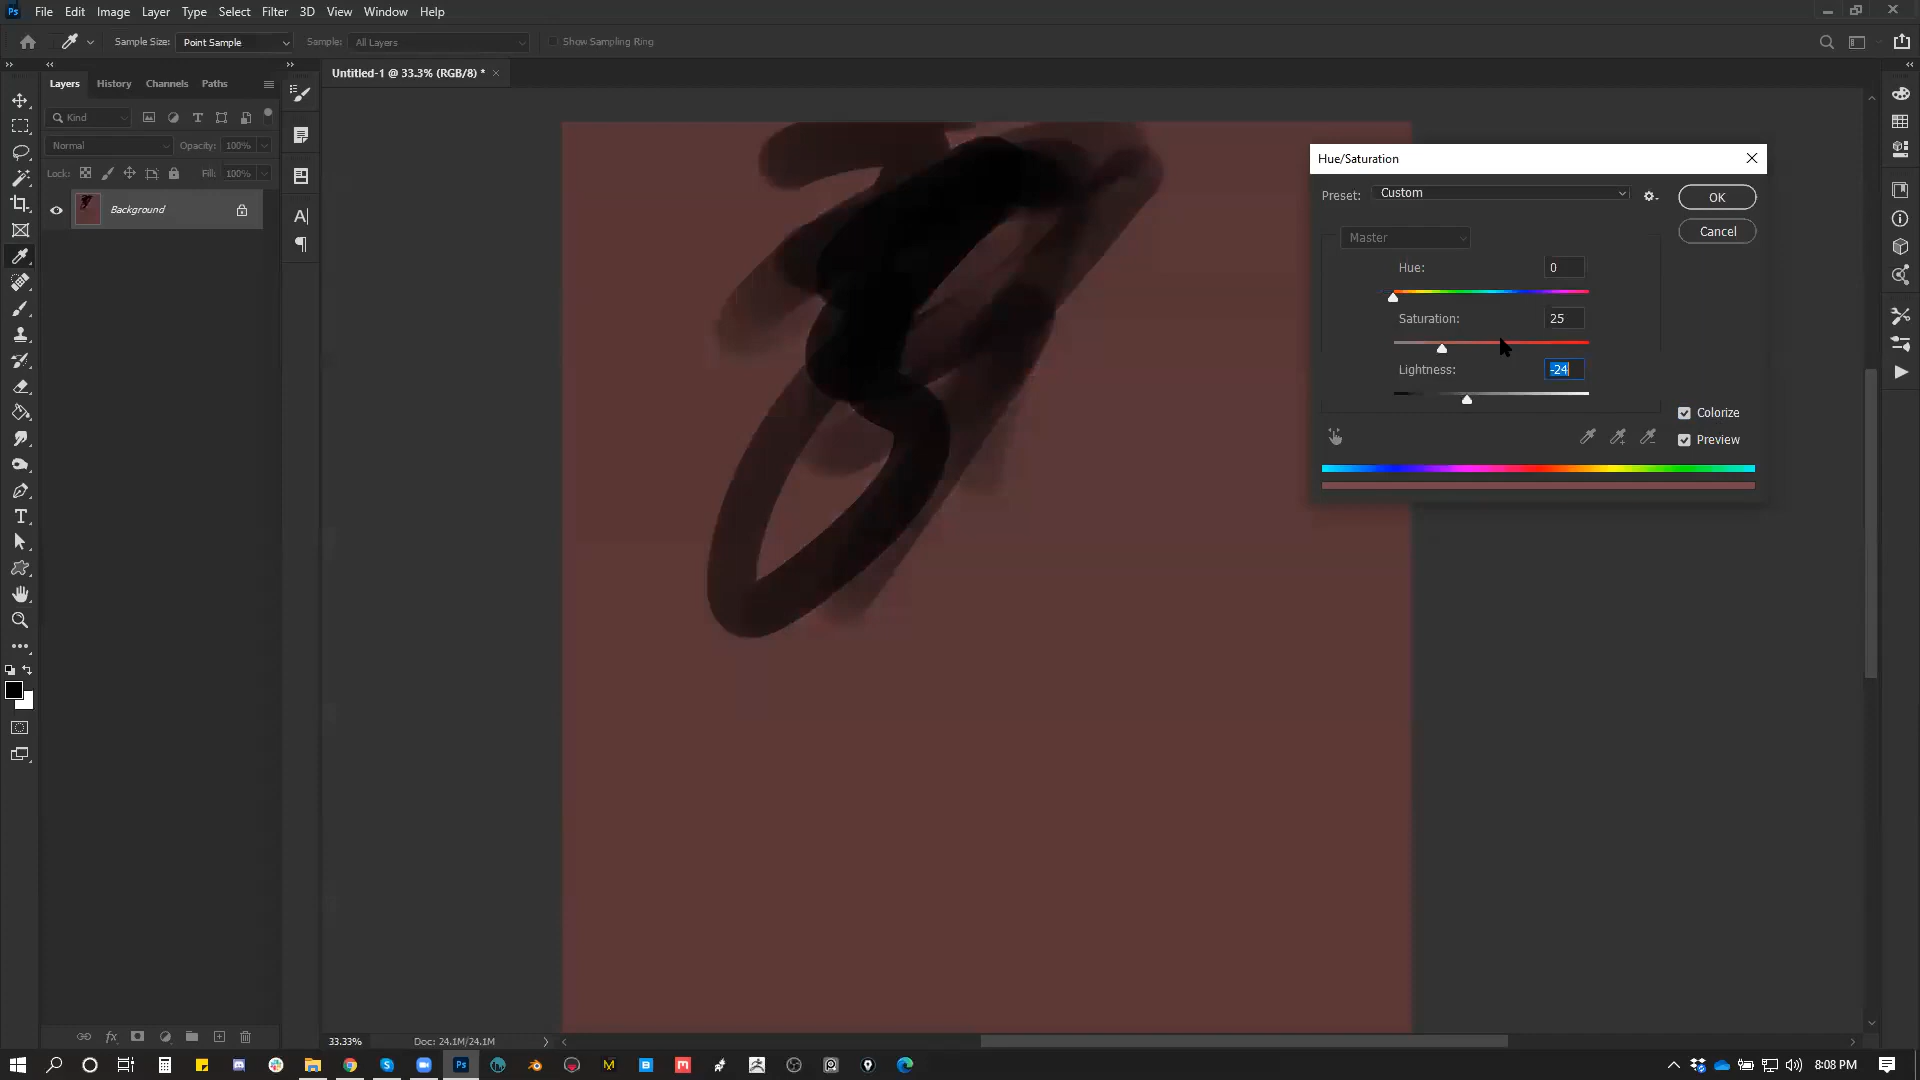 Ps File Edit Image Layer Type Select Filter 3D View Window Help
Sample Size: Point Sample Sample: All Layers Show Sampling Ring
Layers History Channels Paths
Untitled-1 @ 33.3% (RGB/8) * ×
Kind
Normal Opacity: 100%
Lock: Fill: 100%
Background
Hue/Saturation
Preset: Custom
OK
Master
Cancel
Hue: 0
Saturation: 25
Lightness: -24
Colorize
Preview
33.33% Doc: 24.1M/24.1M
8:08 PM